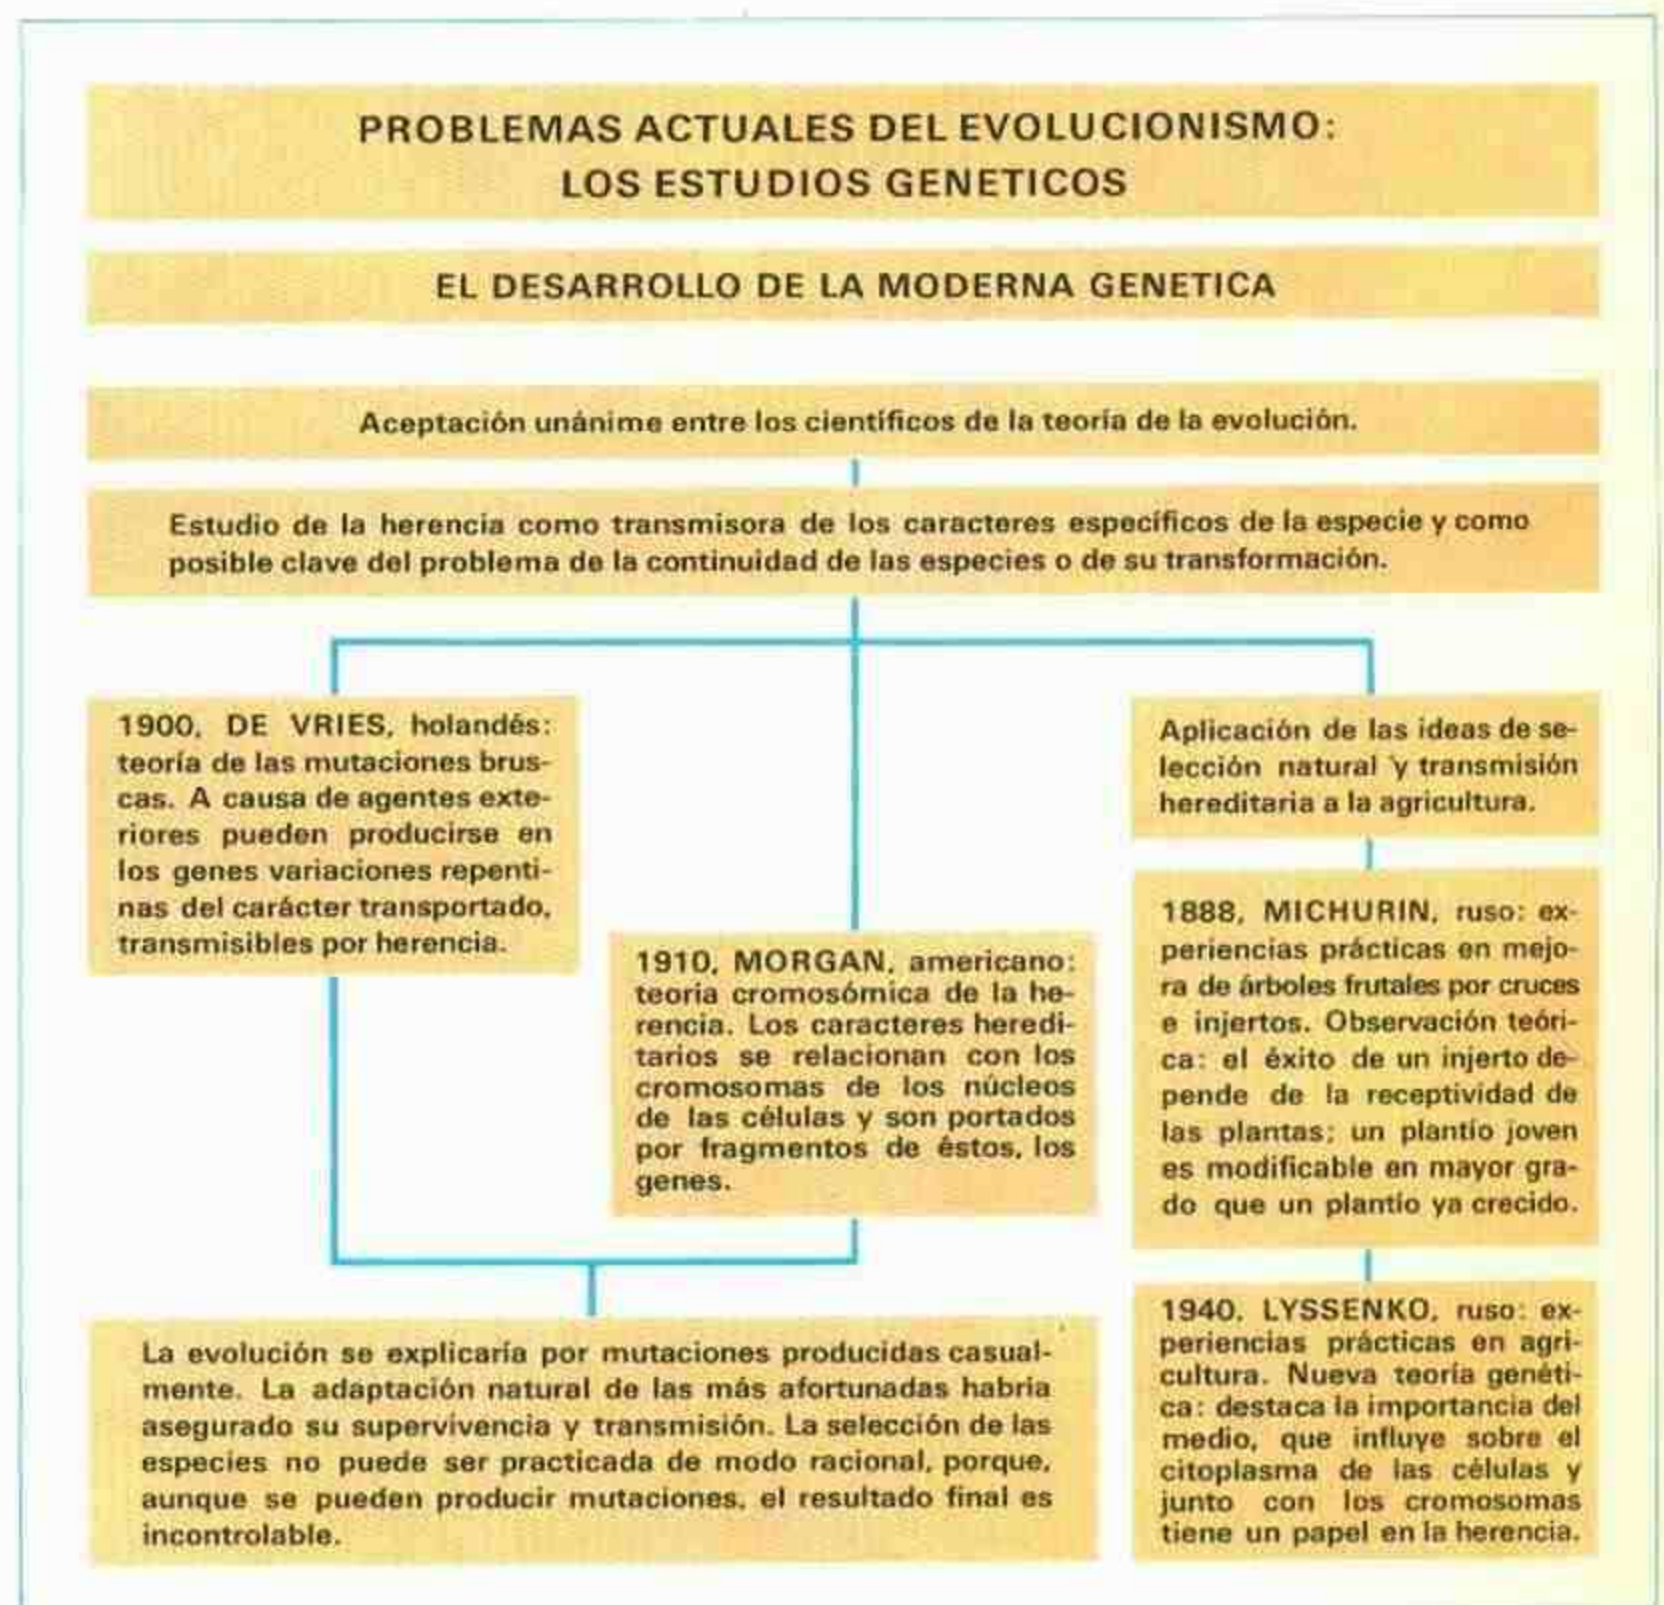 PROBLEMAS ACTUALES DEL EVOLUCIONISMO:
LOS ESTUDIOS GENETICOS
EL DESARROLLO DE LA MODERNA GENETICA
Aceptación unánime entre los científicos de la teoría de la evolución.
Estudio de la herencia como transmisora de los caracteres específicos de la especie y como
posible clave del problema de la continuidad de las especies o de su transformación.
1900, DE VRIES, holandés:
teoría de las mutaciones brus-
cas. A causa de agentes exte-
riores pueden producirse en
los genes variaciones repenti-
nas del carácter transportado,
transmisibles por herencia.
1910, MORGAN, americano:
teoría cromosómica de la he-
rencia. Los caracteres heredi-
tarios se relacionan con los
cromosomas de los núcleos
de las células y son portados
por fragmentos de éstos, los
genes.
La evolución se explicaría por mutaciones producidas casual-
mente. La adaptación natural de las más afortunadas habría
asegurado su supervivencia y transmisión. La selección de las
especies no puede ser practicada de modo racional, porque,
aunque se pueden producir mutaciones, el resultado final es
incontrolable.
Aplicación de las ideas de se-
lección natural y transmisión
hereditaria a la agricultura.
1888, MICHURIN, ruso: ex-
periencias prácticas en mejo-
ra de árboles frutales por cruces
e injertos. Observación teóri-
ca: el éxito de un injerto de-
pende de la receptividad de
las plantas; un plantío joven
es modificable en mayor gra-
do que un plantío ya crecido.
1940, LYSSENKO, ruso: ex-
periencias prácticas en agri-
cultura. Nueva teoría genéti-
ca: destaca la importancia del
medio, que influye sobre el
citoplasma de las células y
junto con los cromosomas
tiene un papel en la herencia.